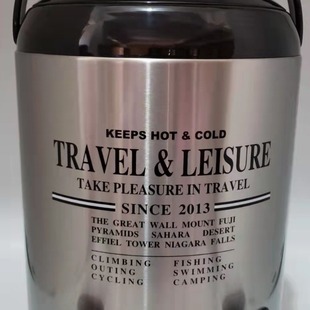 KEEPS HOT & COLD
TRAVEL & LEISURE
TAKE PLEASURE IN TRAVEL
SINCE 2013
THE GREAT WALL MOUNT FUJI
PYRAMIDS SAHARA DESERT
EFFIEL TOWER NIAGARA FALLS
CLIMBING FISHING
OUTING SWIMMING
CYCLING CAMPING